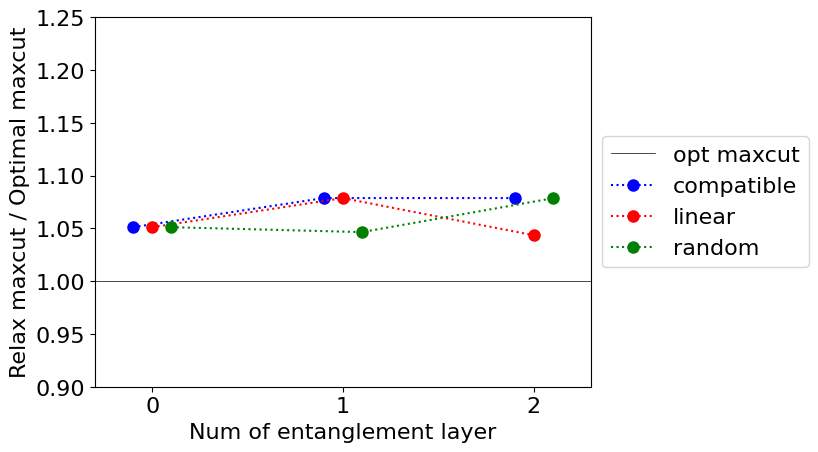 Relax maxcut / Optimal maxcut
1.25
1.20
1.15
1.10
1.05
1.00
0.95
0.90
0 1 2
Num of entanglement layer
opt maxcut
compatible
linear
random